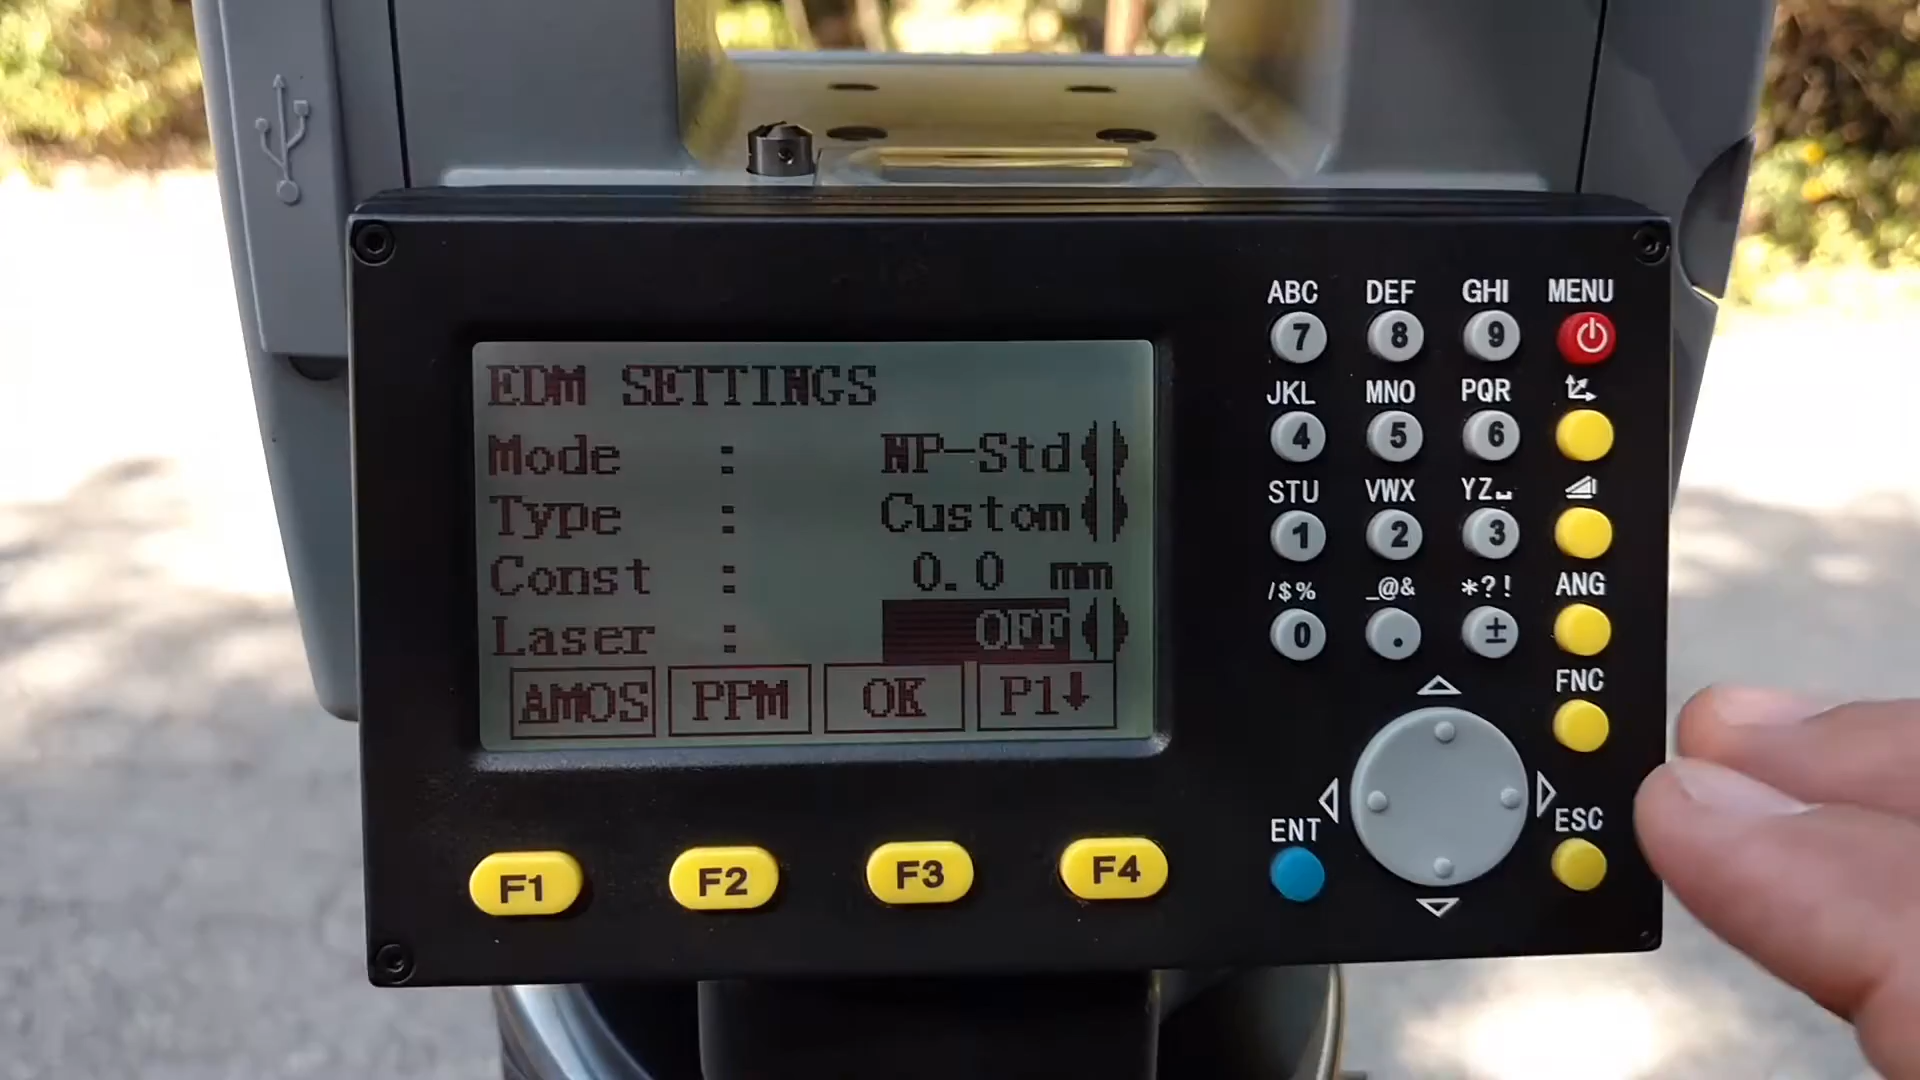 EDM SETTINGS
Mode : NP-Std
Type : Custom
Const : 0.0 mm
Laser : OFF
AMOS PPM OK P1↓
F1 F2 F3 F4
ABC DEF GHI MENU
7 8 9
JKL MNO PQR
4 5 6
STU VWX YZ␣
1 2 3
/$% _@& *?! ANG
0 . ±
FNC
ENT ESC